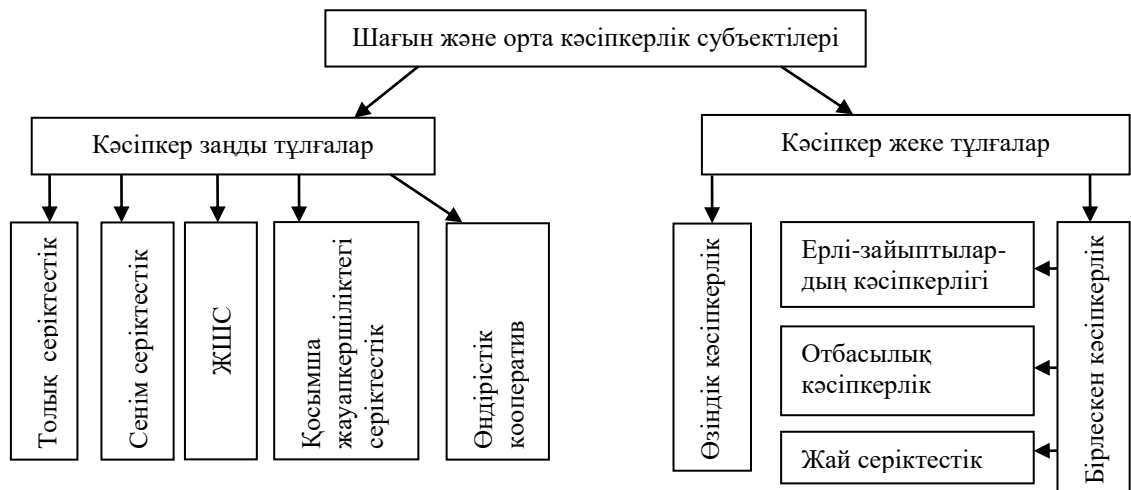 Шағын және орта кәсіпкерлік субъектілері
Кәсіпкер заңды тұлғалар
Кәсіпкер жеке тұлғалар
Толық серіктестік
Сенім серіктестік
ЖШС
Қосымша
жауапкершіліктегі
серіктестік
Өндірістік
кооператив
Өзіндік кәсіпкерлік
Ерлі-зайыптылар-
дың кәсіпкерлігі
Отбасылық
кәсіпкерлік
Жай серіктестік
Бірлескен кәсіпкерлік